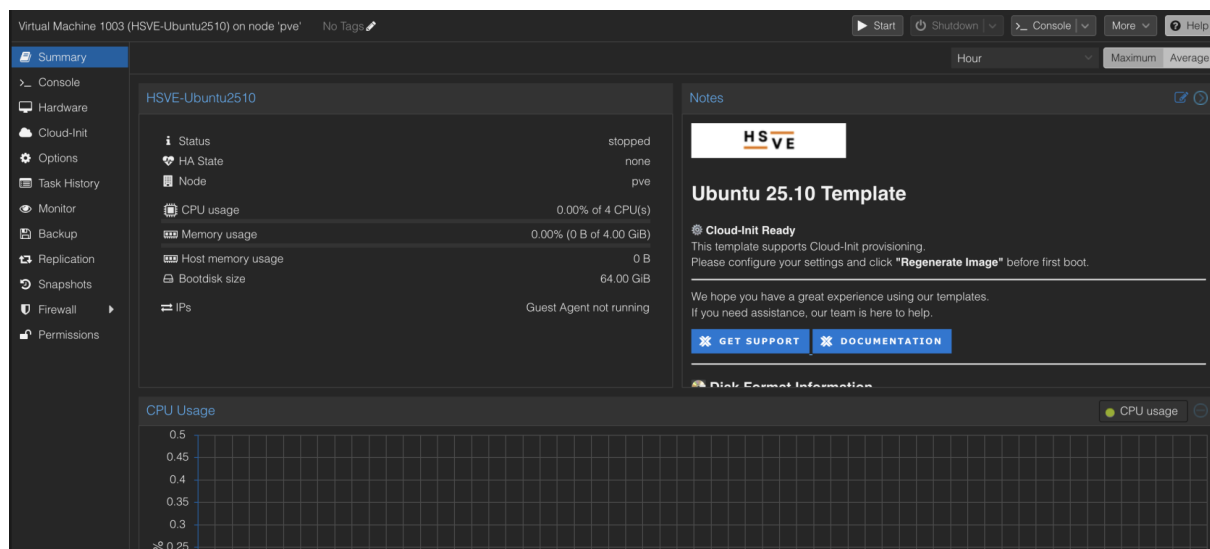 Virtual Machine 1003 (HSVE-Ubuntu2510) on node 'pve' No Tags Start Shutdown Console More Help
Summary
Console
Hardware
Cloud-Init
Options
Task History
Monitor
Backup
Replication
Snapshots
Firewall
Permissions
Hour Maximum Average
HSVE-Ubuntu2510
Status stopped
HA State none
Node pve
CPU usage 0.00% of 4 CPU(s)
Memory usage 0.00% (0 B of 4.00 GiB)
Host memory usage 0 B
Bootdisk size 64.00 GiB
IPs Guest Agent not running
Notes
HSVE
Ubuntu 25.10 Template
Cloud-Init Ready
This template supports Cloud-Init provisioning.
Please configure your settings and click "Regenerate Image" before first boot.
We hope you have a great experience using our templates.
If you need assistance, our team is here to help.
GET SUPPORT DOCUMENTATION
Disk Format Information
CPU Usage CPU usage
0.5
0.45
0.4
0.35
0.3
% 0.25